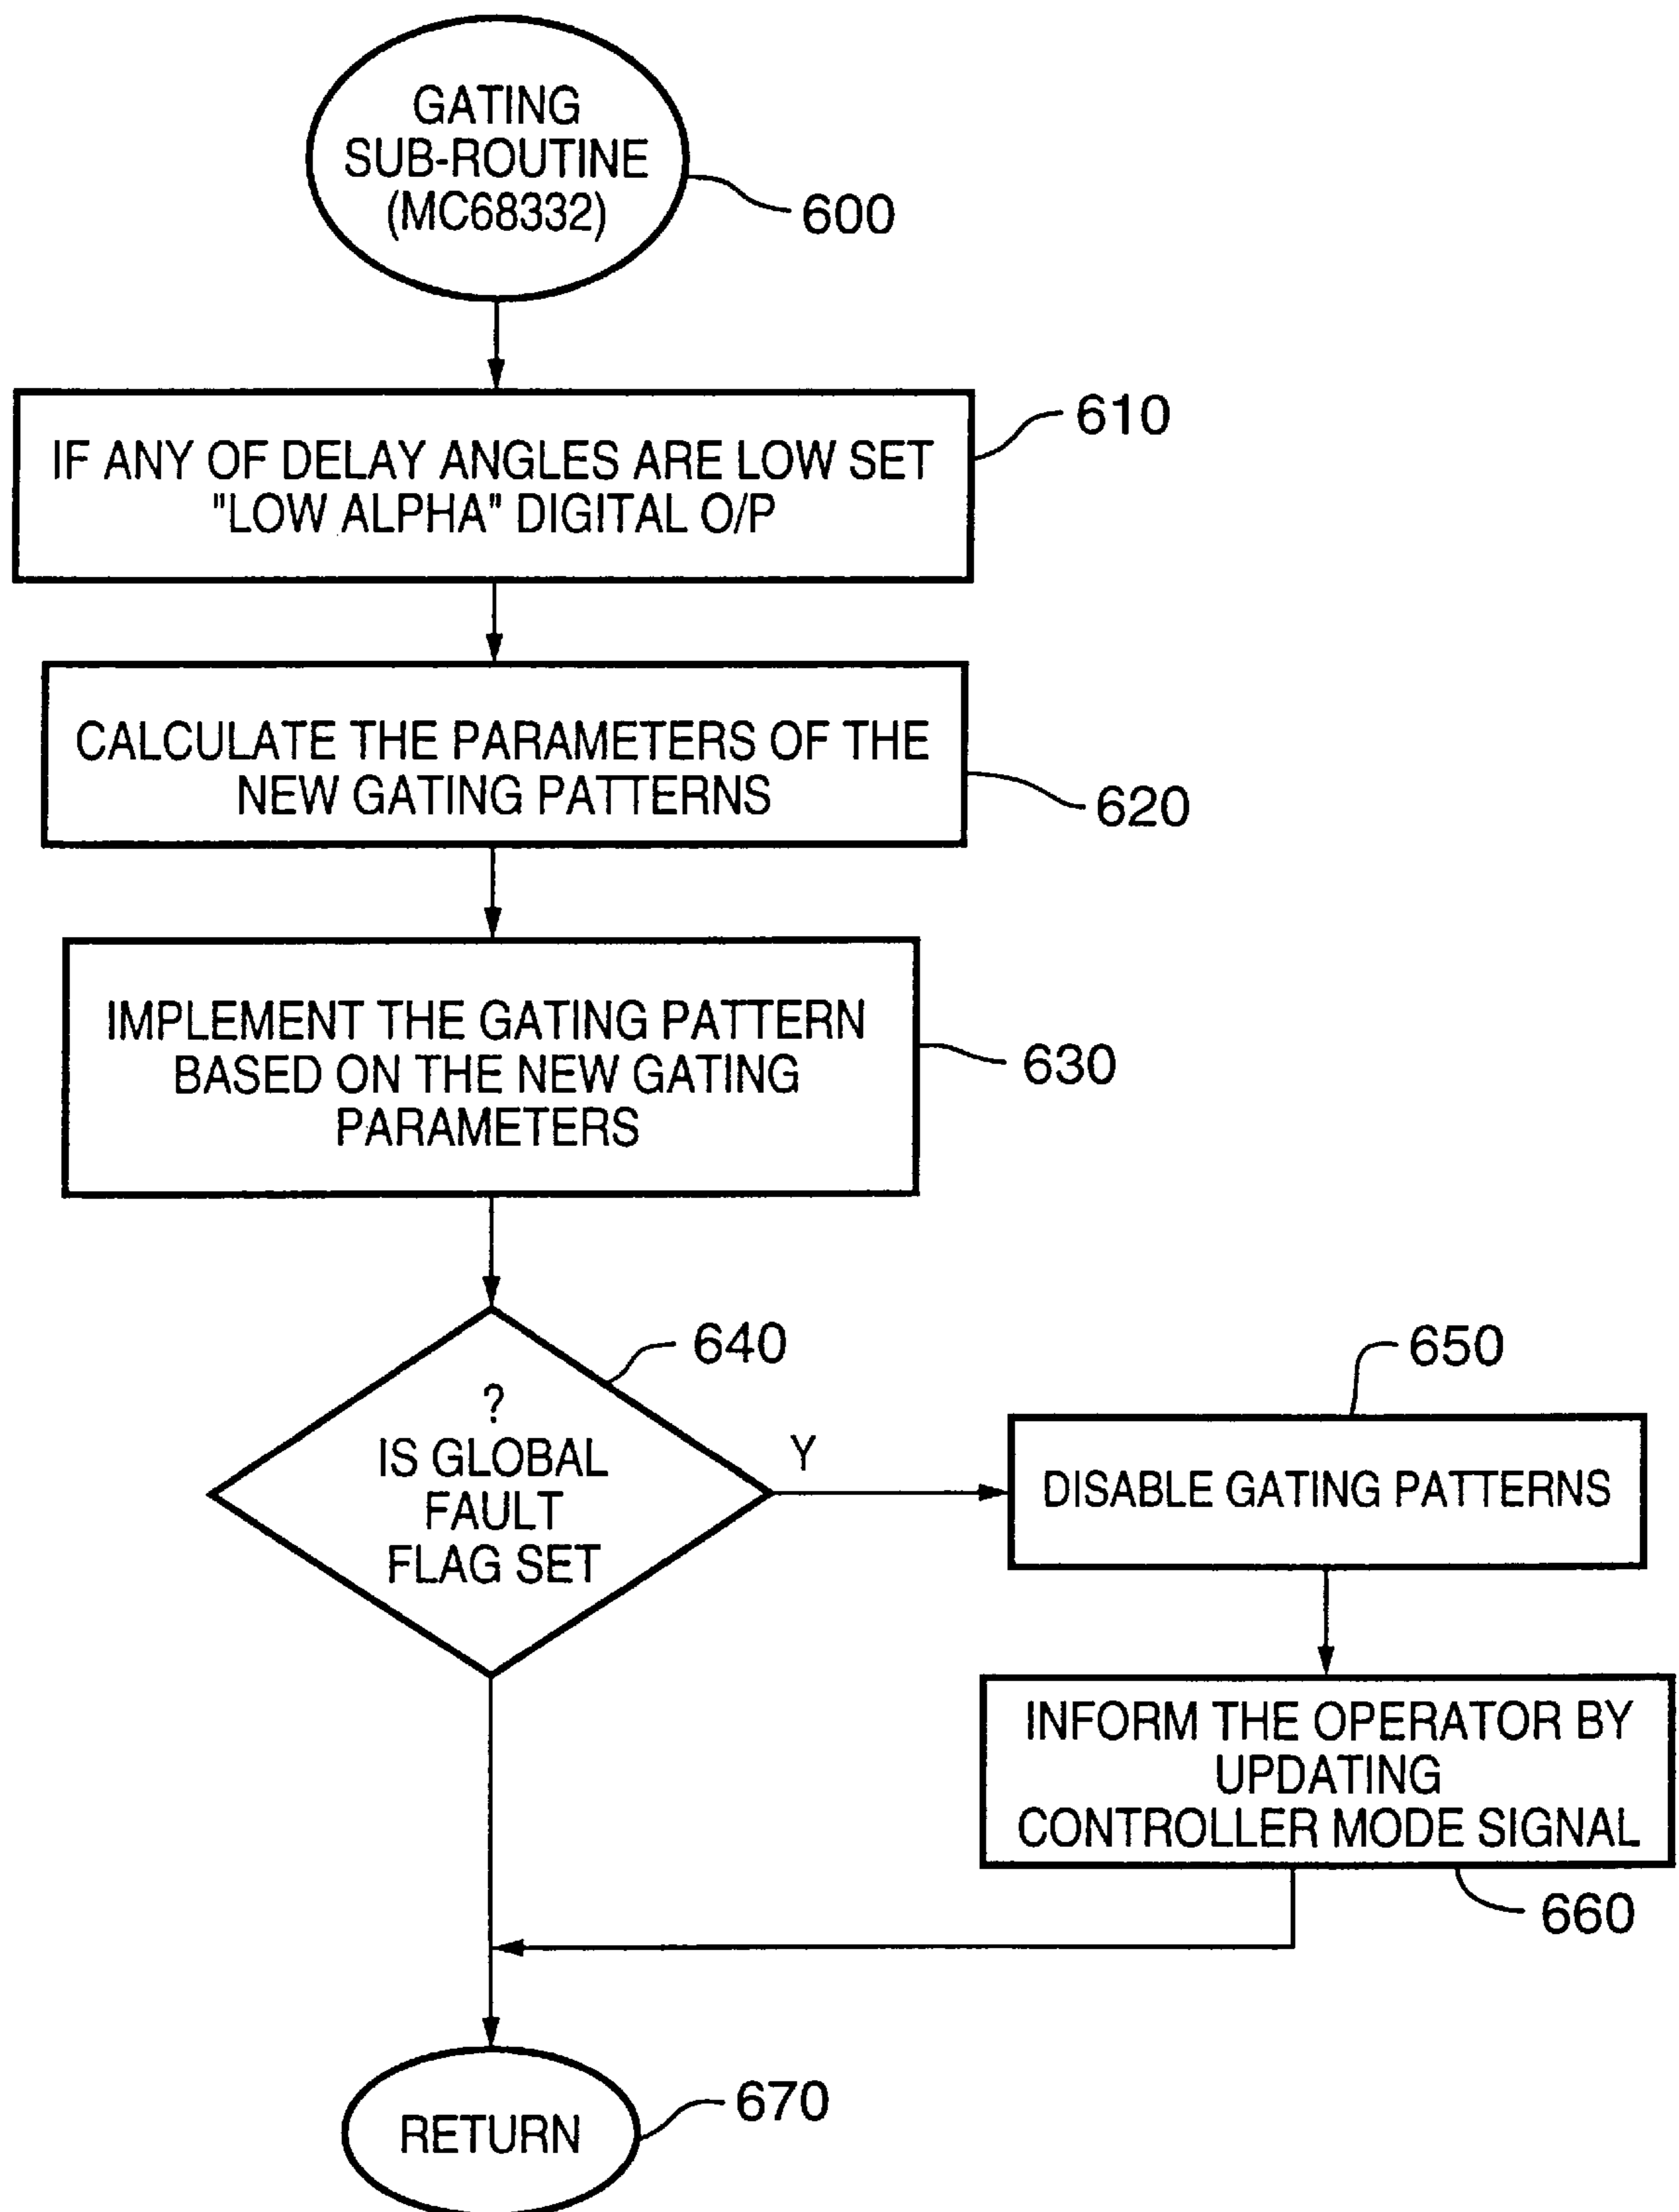 GATING
SUB-ROUTINE
(MC68332)
600
610
IF ANY OF DELAY ANGLES ARE LOW SET
"LOW ALPHA" DIGITAL O/P
CALCULATE THE PARAMETERS OF THE
NEW GATING PATTERNS
620
IMPLEMENT THE GATING PATTERN
BASED ON THE NEW GATING
PARAMETERS
630
640
?
IS GLOBAL
FAULT
FLAG SET
Y
650
DISABLE GATING PATTERNS
INFORM THE OPERATOR BY
UPDATING
CONTROLLER MODE SIGNAL
660
670
RETURN